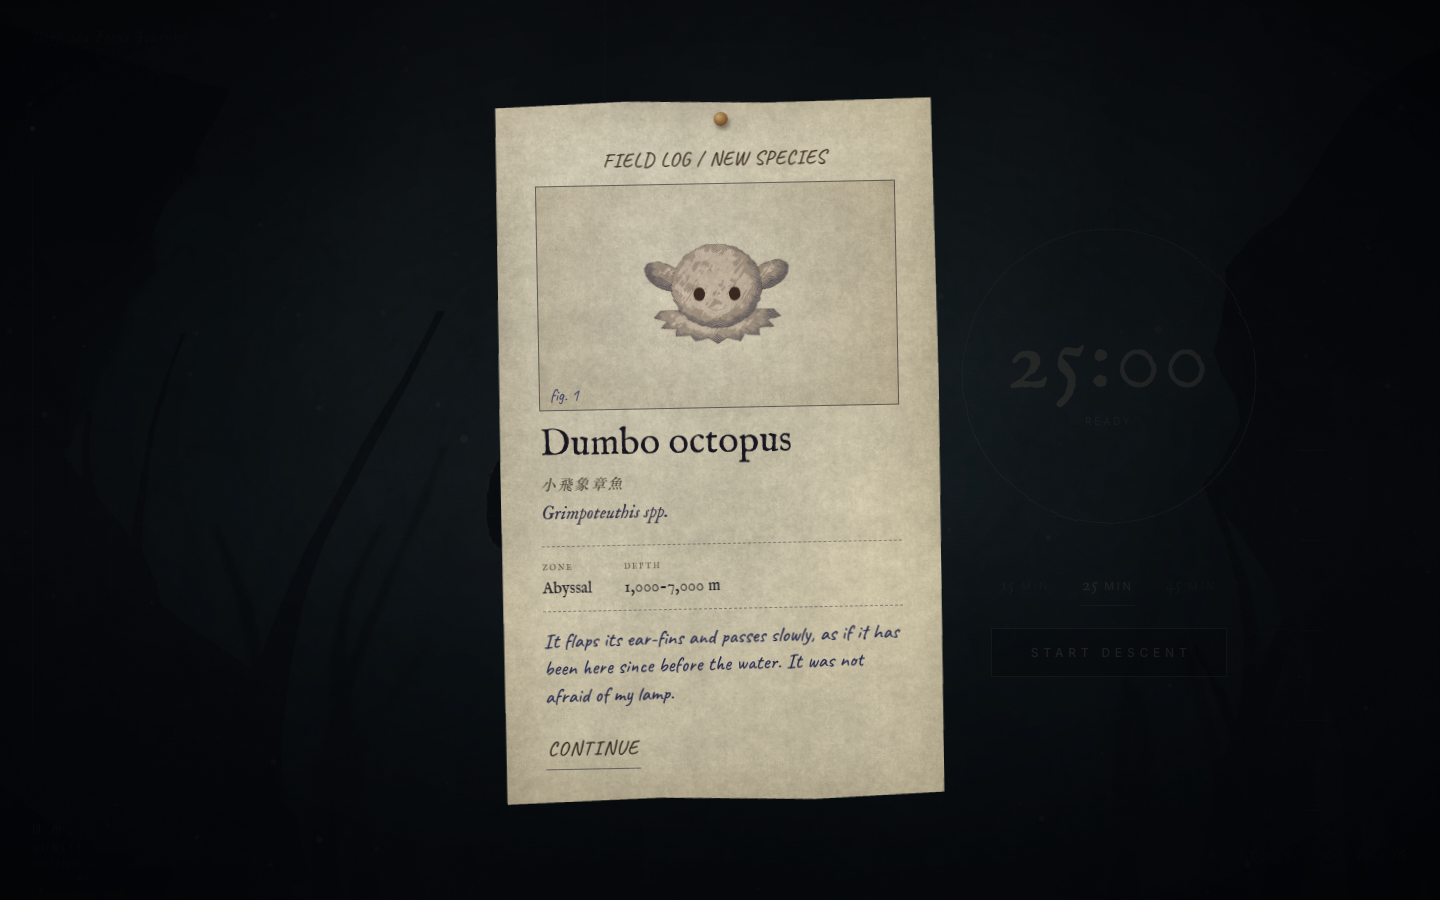 FIELD LOG / NEW SPECIES
fig. 1
Dumbo octopus
小飛象章魚
Grimpoteuthis spp.
ZONE
DEPTH
Abyssal
1,000–7,000 m
It flaps its ear-fins and passes slowly, as if it has
been here since before the water. It was not
afraid of my lamp.
CONTINUE
25:00
READY
25 MIN
START DESCENT